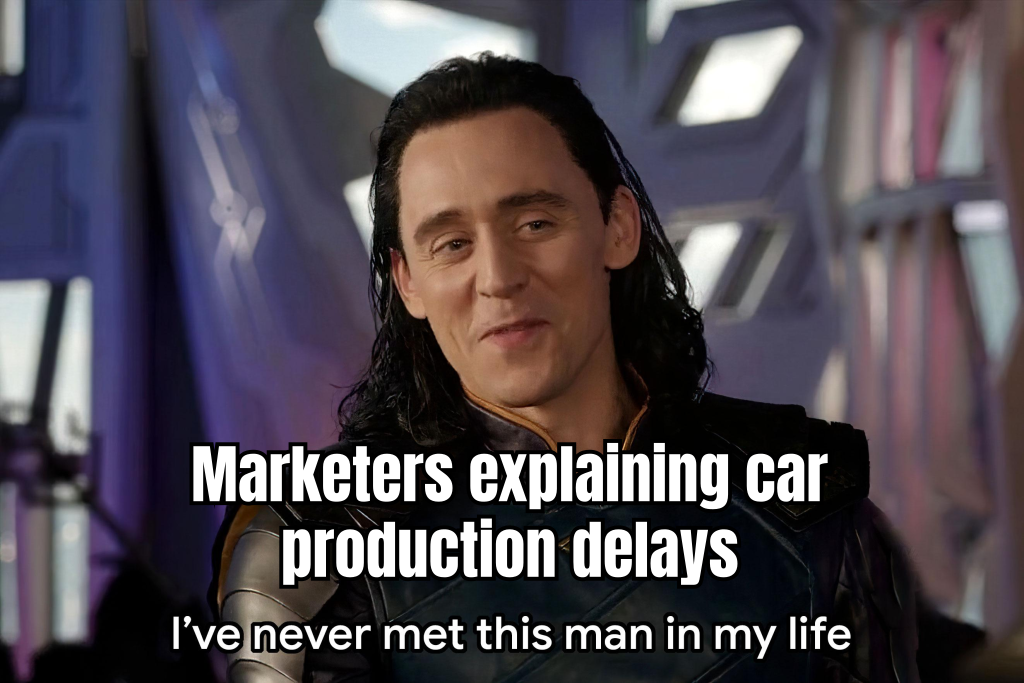 Marketers explaining car
production delays
I've never met this man in my life